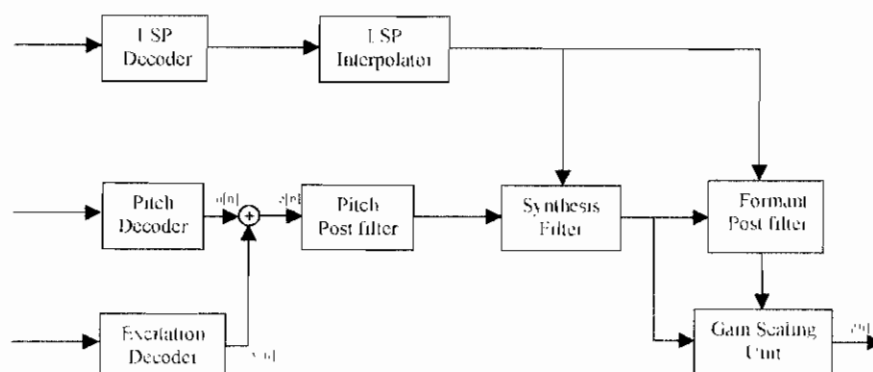 LSP
Decoder
LSP
Interpolator
Pitch
Decoder
u[n]
+
Pitch
Post filter
Synthesis
Filter
Formant
Post filter
Excitation
Decoder
Gain Scaling
Unit